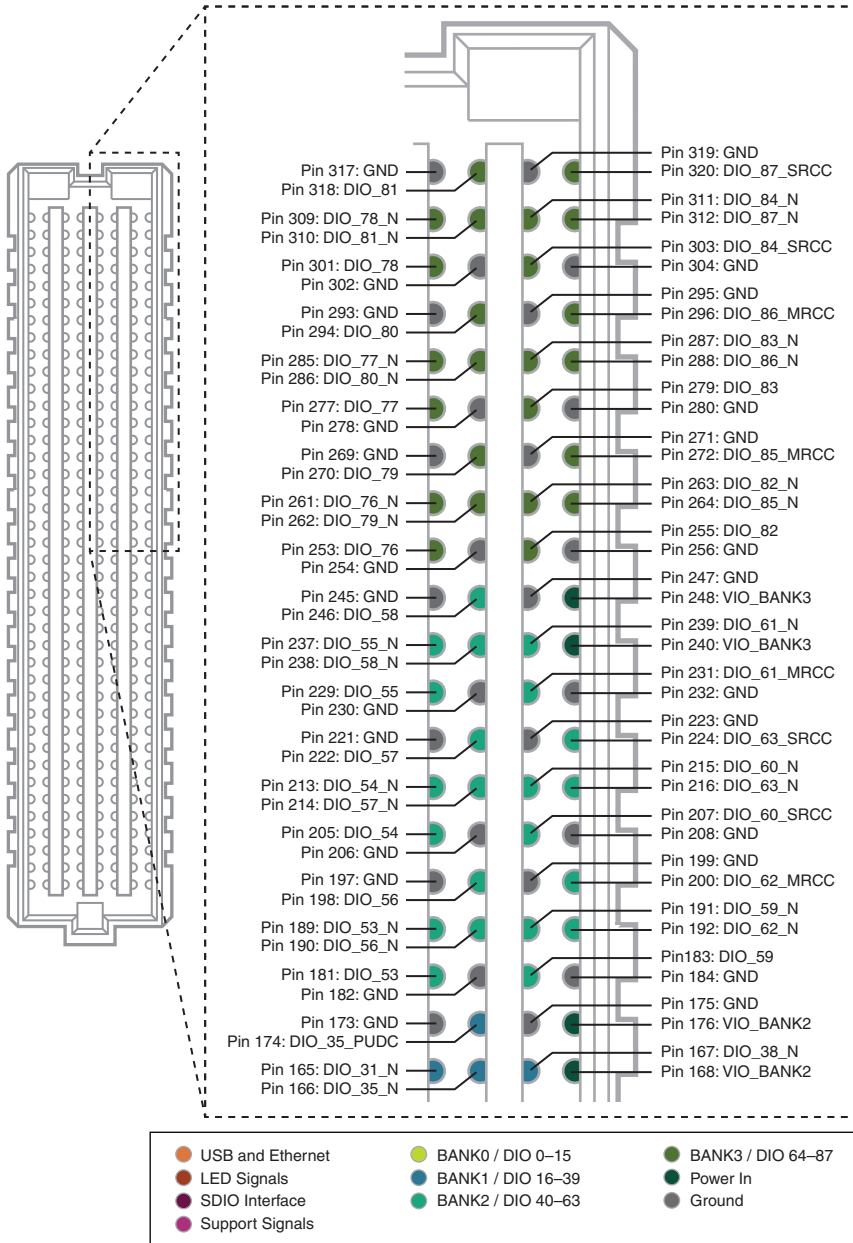 Pin 317: GND
Pin 318: DIO_81
Pin 309: DIO_78_N
Pin 310: DIO_81_N
Pin 301: DIO_78
Pin 302: GND
Pin 293: GND
Pin 294: DIO_80
Pin 285: DIO_77_N
Pin 286: DIO_80_N
Pin 277: DIO_77
Pin 278: GND
Pin 269: GND
Pin 270: DIO_79
Pin 261: DIO_76_N
Pin 262: DIO_79_N
Pin 253: DIO_76
Pin 254: GND
Pin 245: GND
Pin 246: DIO_58
Pin 237: DIO_55_N
Pin 238: DIO_58_N
Pin 229: DIO_55
Pin 230: GND
Pin 221: GND
Pin 222: DIO_57
Pin 213: DIO_54_N
Pin 214: DIO_57_N
Pin 205: DIO_54
Pin 206: GND
Pin 197: GND
Pin 198: DIO_56
Pin 189: DIO_53_N
Pin 190: DIO_56_N
Pin 181: DIO_53
Pin 182: GND
Pin 173: GND
Pin 174: DIO_35_PUDC
Pin 165: DIO_31_N
Pin 166: DIO_35_N
Pin 319: GND
Pin 320: DIO_87_SRCC
Pin 311: DIO_84_N
Pin 312: DIO_87_N
Pin 303: DIO_84_SRCC
Pin 304: GND
Pin 295: GND
Pin 296: DIO_86_MRCC
Pin 287: DIO_83_N
Pin 288: DIO_86_N
Pin 279: DIO_83
Pin 280: GND
Pin 271: GND
Pin 272: DIO_85_MRCC
Pin 263: DIO_82_N
Pin 264: DIO_85_N
Pin 255: DIO_82
Pin 256: GND
Pin 247: GND
Pin 248: VIO_BANK3
Pin 239: DIO_61_N
Pin 240: VIO_BANK3
Pin 231: DIO_61_MRCC
Pin 232: GND
Pin 223: GND
Pin 224: DIO_63_SRCC
Pin 215: DIO_60_N
Pin 216: DIO_63_N
Pin 207: DIO_60_SRCC
Pin 208: GND
Pin 199: GND
Pin 200: DIO_62_MRCC
Pin 191: DIO_59_N
Pin 192: DIO_62_N
Pin183: DIO_59
Pin 184: GND
Pin 175: GND
Pin 176: VIO_BANK2
Pin 167: DIO_38_N
Pin 168: VIO_BANK2
USB and Ethernet
LED Signals
SDIO Interface
Support Signals
BANK0 / DIO 0–15
BANK1 / DIO 16–39
BANK2 / DIO 40–63
BANK3 / DIO 64–87
Power In
Ground